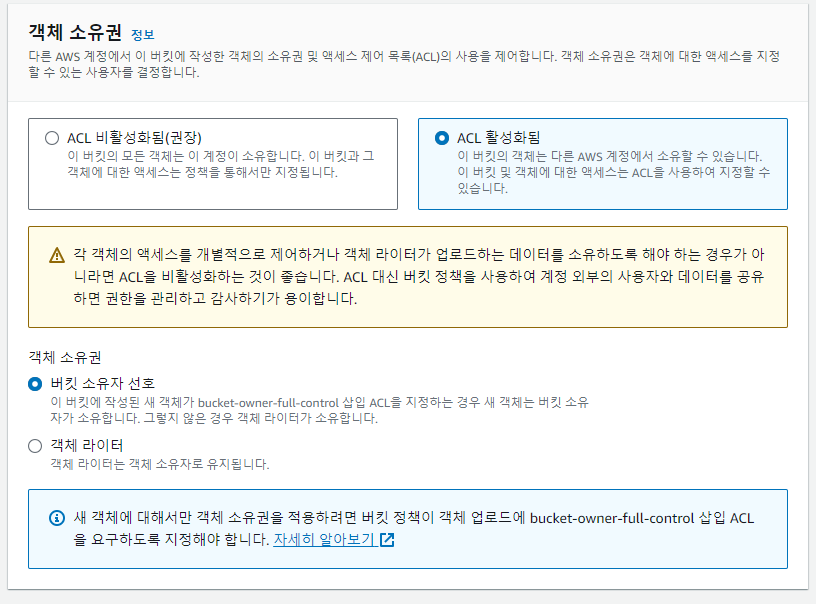 객체 소유권 정보
다른 AWS 계정에서 이 버킷에 작성한 객체의 소유권 및 액세스 제어 목록(ACL)의 사용을 제어합니다. 객체 소유권은 객체에 대한 액세스를 지정
할 수 있는 사용자를 결정합니다.
ACL 비활성화됨(권장)
이 버킷의 모든 객체는 이 계정이 소유합니다. 이 버킷과 그
객체에 대한 액세스는 정책을 통해서만 지정됩니다.
ACL 활성화됨
이 버킷의 객체는 다른 AWS 계정에서 소유할 수 있습니다.
이 버킷 및 객체에 대한 액세스는 ACL을 사용하여 지정할 수
있습니다.
각 객체의 액세스를 개별적으로 제어하거나 객체 라이터가 업로드하는 데이터를 소유하도록 해야 하는 경우가 아
니라면 ACL을 비활성화하는 것이 좋습니다. ACL 대신 버킷 정책을 사용하여 계정 외부의 사용자와 데이터를 공유
하면 권한을 관리하고 감사하기가 용이합니다.
객체 소유권
버킷 소유자 선호
이 버킷에 작성된 새 객체가 bucket-owner-full-control 삽입 ACL을 지정하는 경우 새 객체는 버킷 소유
자가 소유합니다. 그렇지 않은 경우 객체 라이터가 소유합니다.
객체 라이터
객체 라이터는 객체 소유자로 유지됩니다.
새 객체에 대해서만 객체 소유권을 적용하려면 버킷 정책이 객체 업로드에 bucket-owner-full-control 삽입 ACL
을 요구하도록 지정해야 합니다. 자세히 알아보기